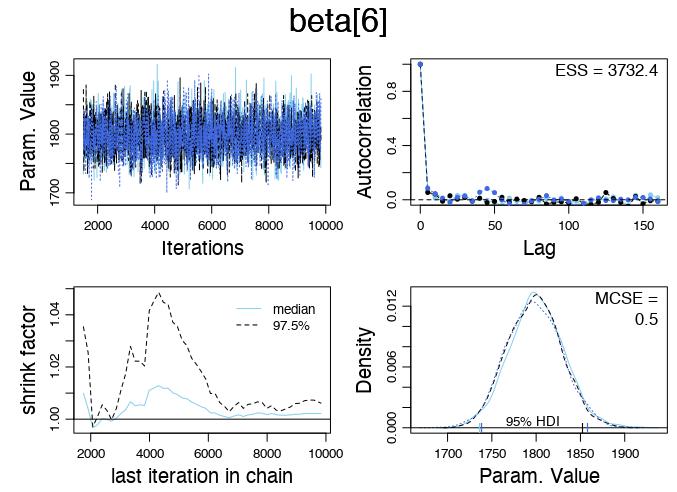 beta[6]
Param. Value
1700 1800 1900
2000 4000 6000 8000 10000
Iterations
Autocorrelation
0.0 0.4 0.8
ESS = 3732.4
0 50 100 150
Lag
shrink factor
1.00 1.02 1.04
median
97.5%
2000 4000 6000 8000 10000
last iteration in chain
Density
0.000 0.006 0.012
MCSE =
0.5
95% HDI
1700 1750 1800 1850 1900
Param. Value